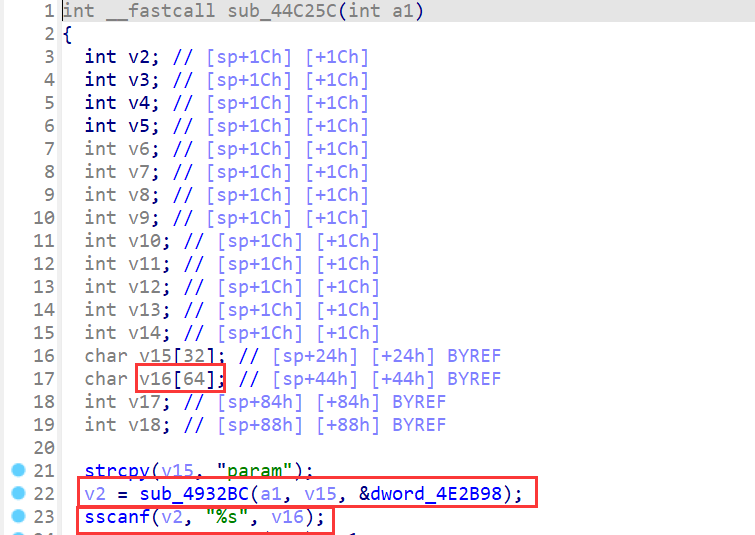 1 int __fastcall sub_44C25C(int a1)
2 {
3 int v2; // [sp+1Ch] [+1Ch]
4 int v3; // [sp+1Ch] [+1Ch]
5 int v4; // [sp+1Ch] [+1Ch]
6 int v5; // [sp+1Ch] [+1Ch]
7 int v6; // [sp+1Ch] [+1Ch]
8 int v7; // [sp+1Ch] [+1Ch]
9 int v8; // [sp+1Ch] [+1Ch]
10 int v9; // [sp+1Ch] [+1Ch]
11 int v10; // [sp+1Ch] [+1Ch]
12 int v11; // [sp+1Ch] [+1Ch]
13 int v12; // [sp+1Ch] [+1Ch]
14 int v13; // [sp+1Ch] [+1Ch]
15 int v14; // [sp+1Ch] [+1Ch]
16 char v15[32]; // [sp+24h] [+24h] BYREF
17 char v16[64]; // [sp+44h] [+44h] BYREF
18 int v17; // [sp+84h] [+84h] BYREF
19 int v18; // [sp+88h] [+88h] BYREF
20
21 strcpy(v15, "param");
22 v2 = sub_4932BC(a1, v15, &dword_4E2B98);
23 sscanf(v2, "%s", v16);